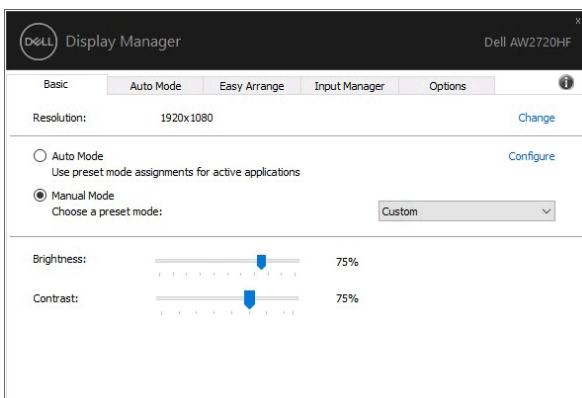 DELL Display Manager
Dell AW2720HF
Basic Auto Mode Easy Arrange Input Manager Options
Resolution: 1920x1080 Change
Auto Mode Configure
Use preset mode assignments for active applications
Manual Mode
Choose a preset mode: Custom
Brightness: 75%
Contrast: 75%